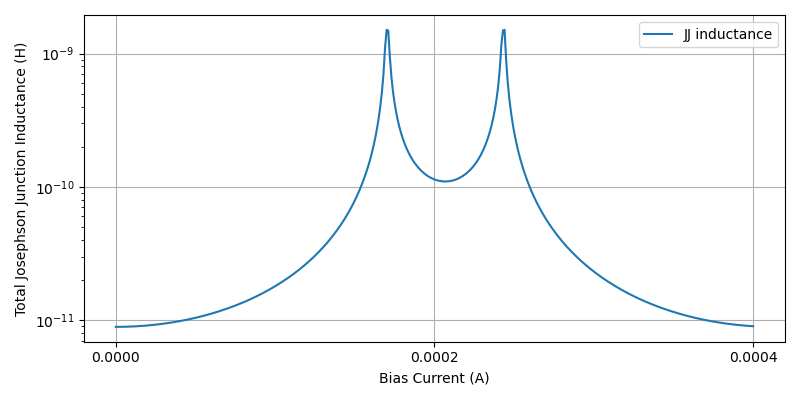 JJ inductance
Total Josephson Junction Inductance (H)
10⁻⁹
10⁻¹⁰
10⁻¹¹
0.0000 0.0002 0.0004
Bias Current (A)